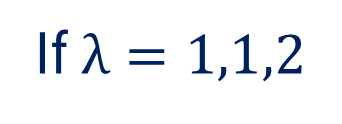 If λ = 1,1,2